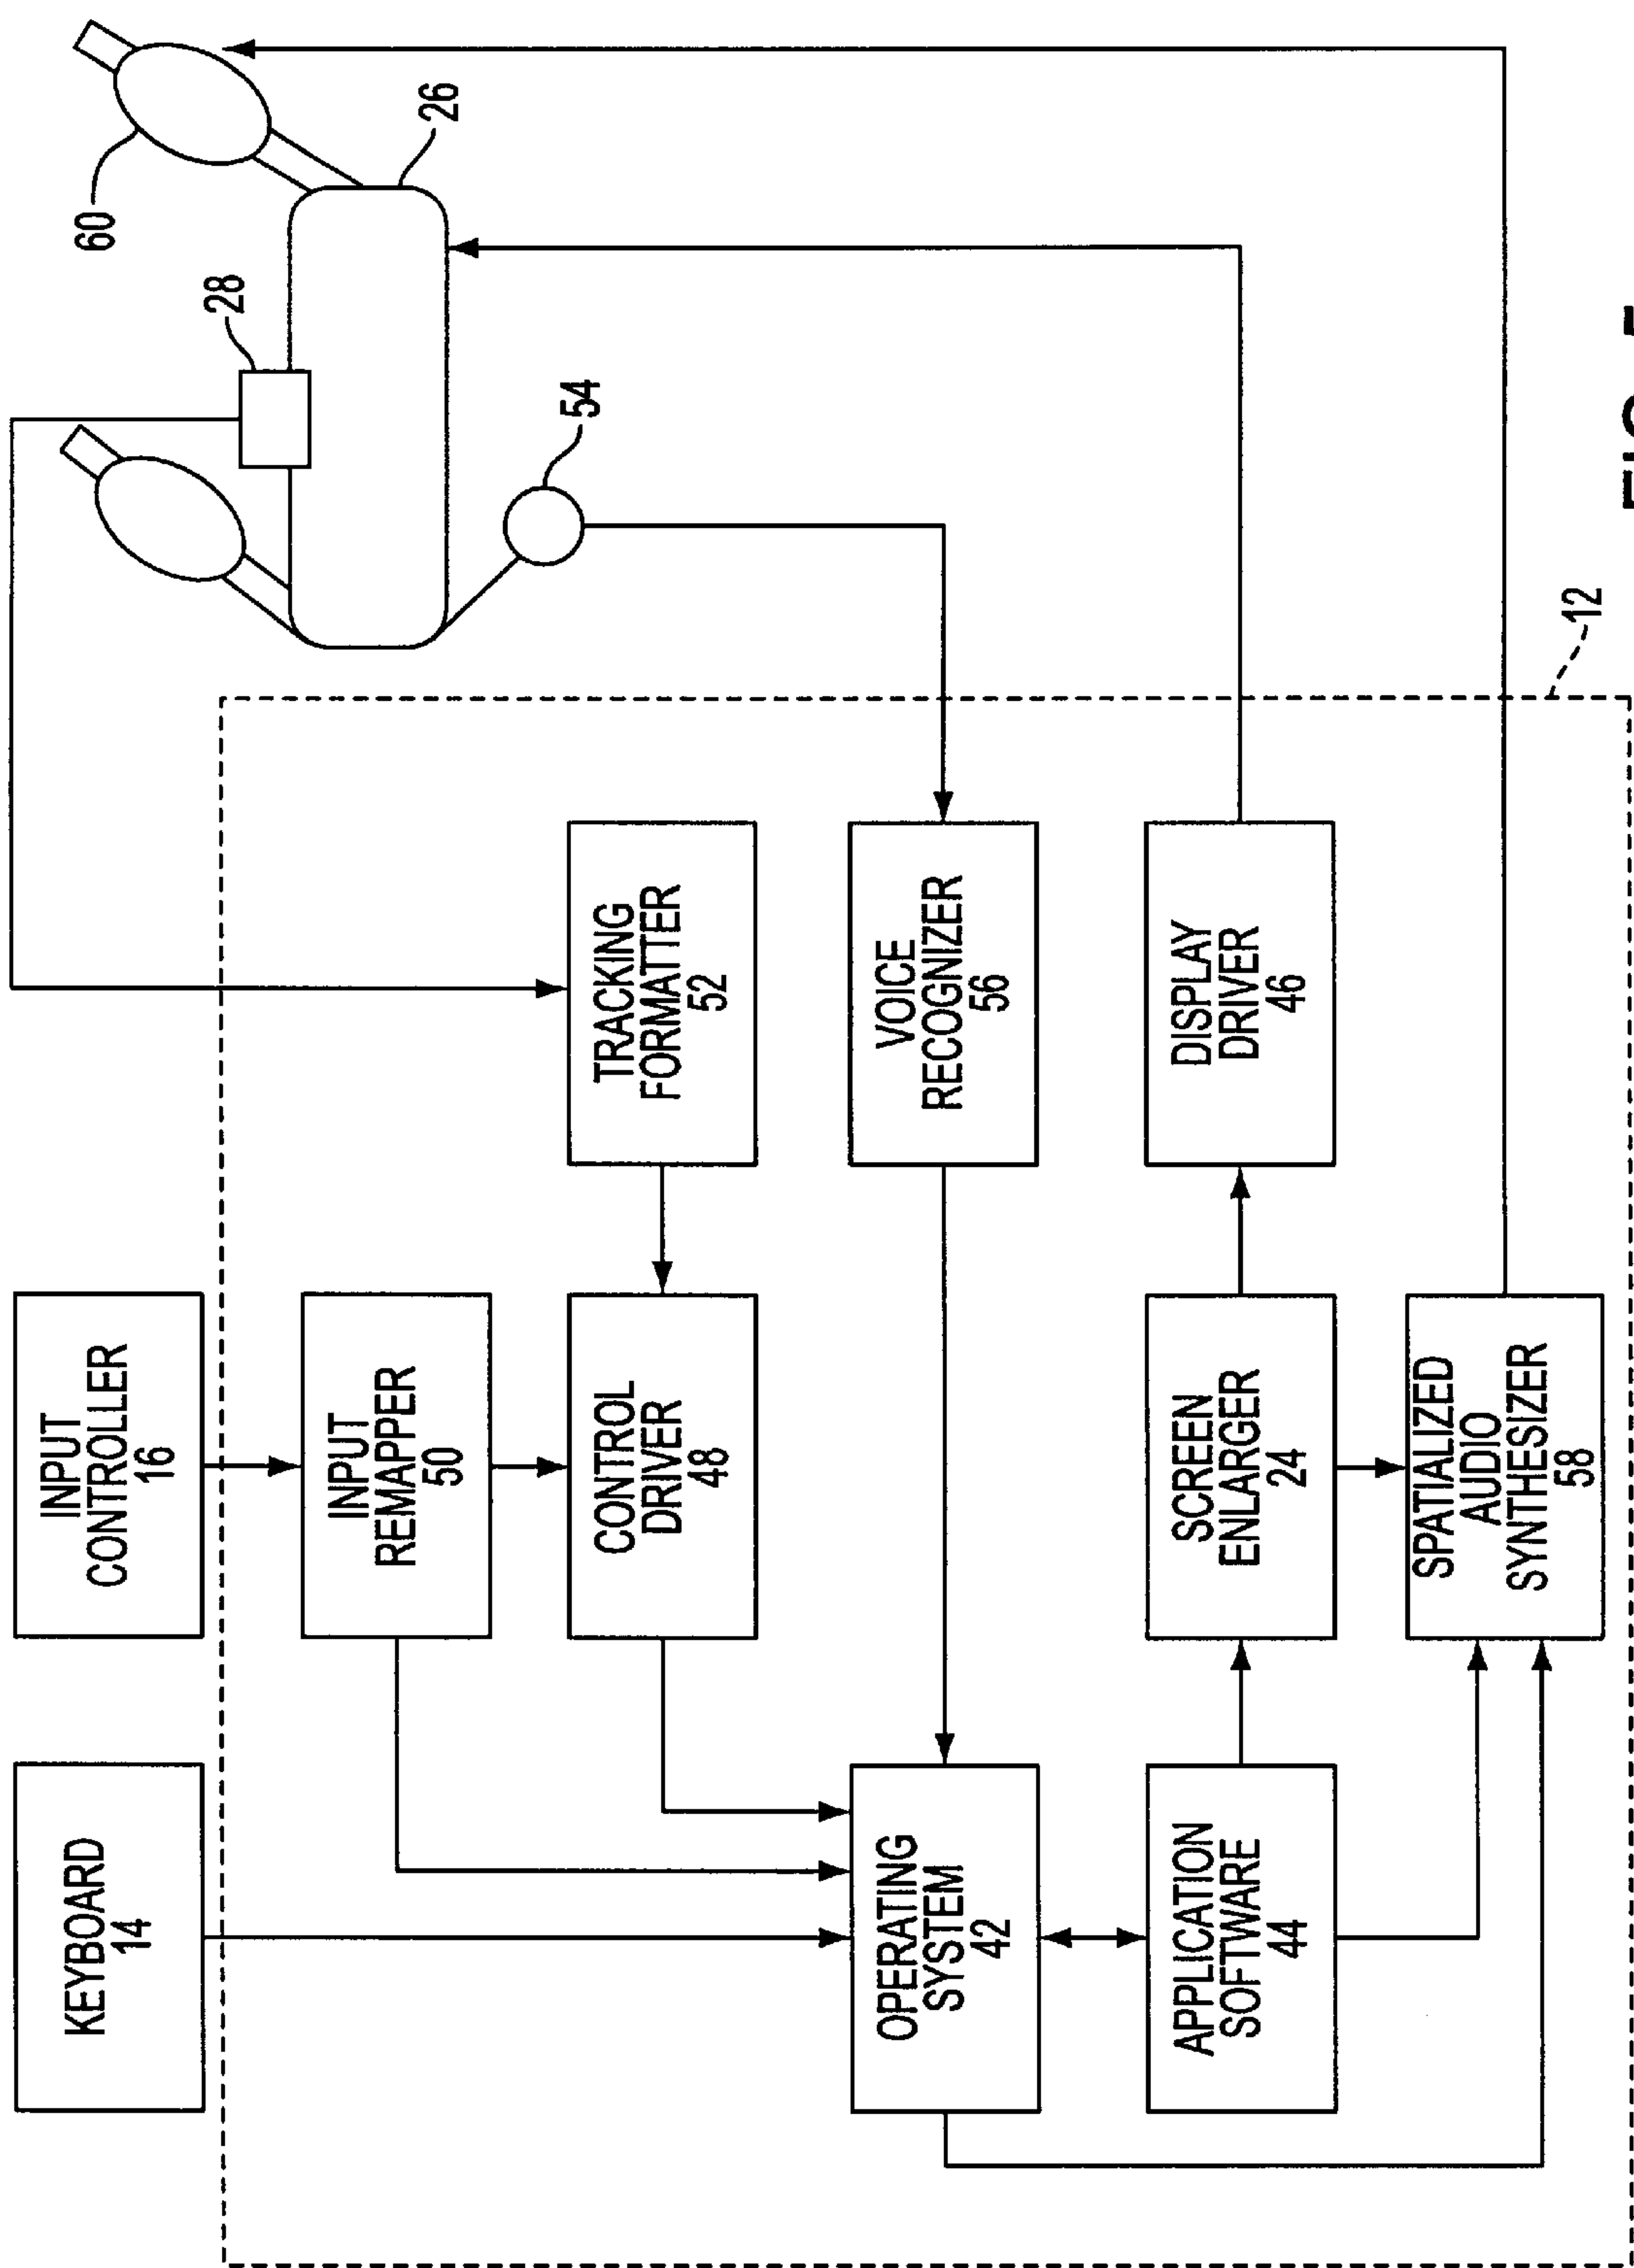 KEYBOARD
14
INPUT
CONTROLLER
16
INPUT
REMAPPER
50
CONTROL
DRIVER
48
TRACKING
FORMATTER
52
OPERATING
SYSTEM
42
VOICE
RECOGNIZER
56
APPLICATION
SOFTWARE
44
SCREEN
ENLARGER
24
DISPLAY
DRIVER
46
SPATIALIZED
AUDIO
SYNTHESIZER
58
12
54
28
60
26